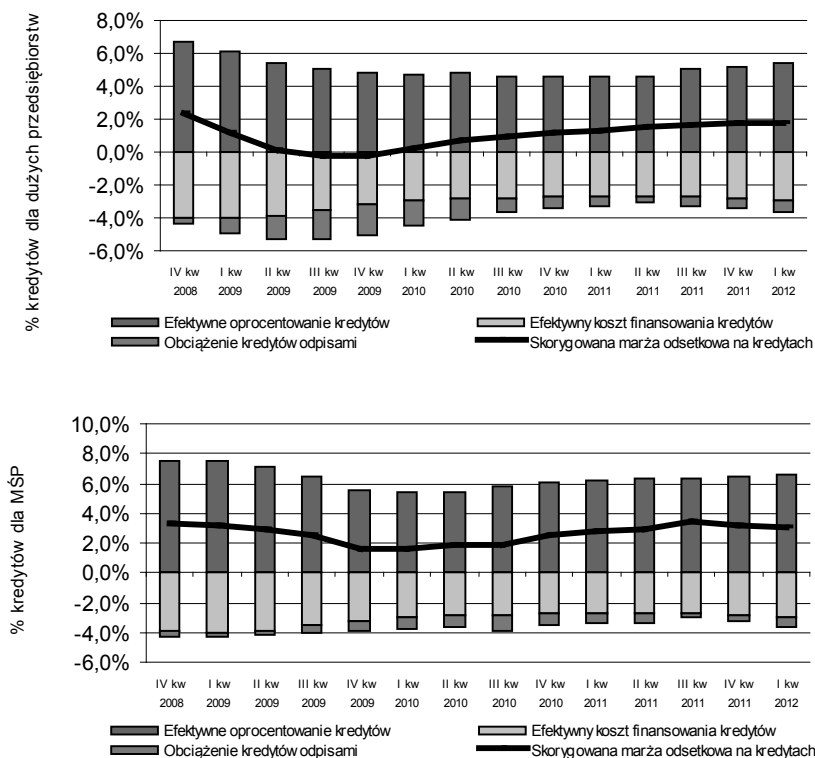 % kredytów dla dużych przedsiębiorstw
8,0%
6,0%
4,0%
2,0%
0,0%
-2,0%
-4,0%
-6,0%
IV kw I kw II kw III kw IV kw I kw II kw III kw IV kw I kw II kw III kw IV kw I kw
2008 2009 2009 2009 2009 2010 2010 2010 2010 2011 2011 2011 2011 2012
Efektywne oprocentowanie kredytów Efektywny koszt finansowania kredytów
Obciążenie kredytów odpisami Skorygowana marża odsetkowa na kredytach
% kredytów dla MŚP
10,0%
8,0%
6,0%
4,0%
2,0%
0,0%
-2,0%
-4,0%
-6,0%
IV kw I kw II kw III kw IV kw I kw II kw III kw IV kw I kw II kw III kw IV kw I kw
2008 2009 2009 2009 2009 2010 2010 2010 2010 2011 2011 2011 2011 2012
Efektywne oprocentowanie kredytów Efektywny koszt finansowania kredytów
Obciążenie kredytów odpisami Skorygowana marża odsetkowa na kredytach